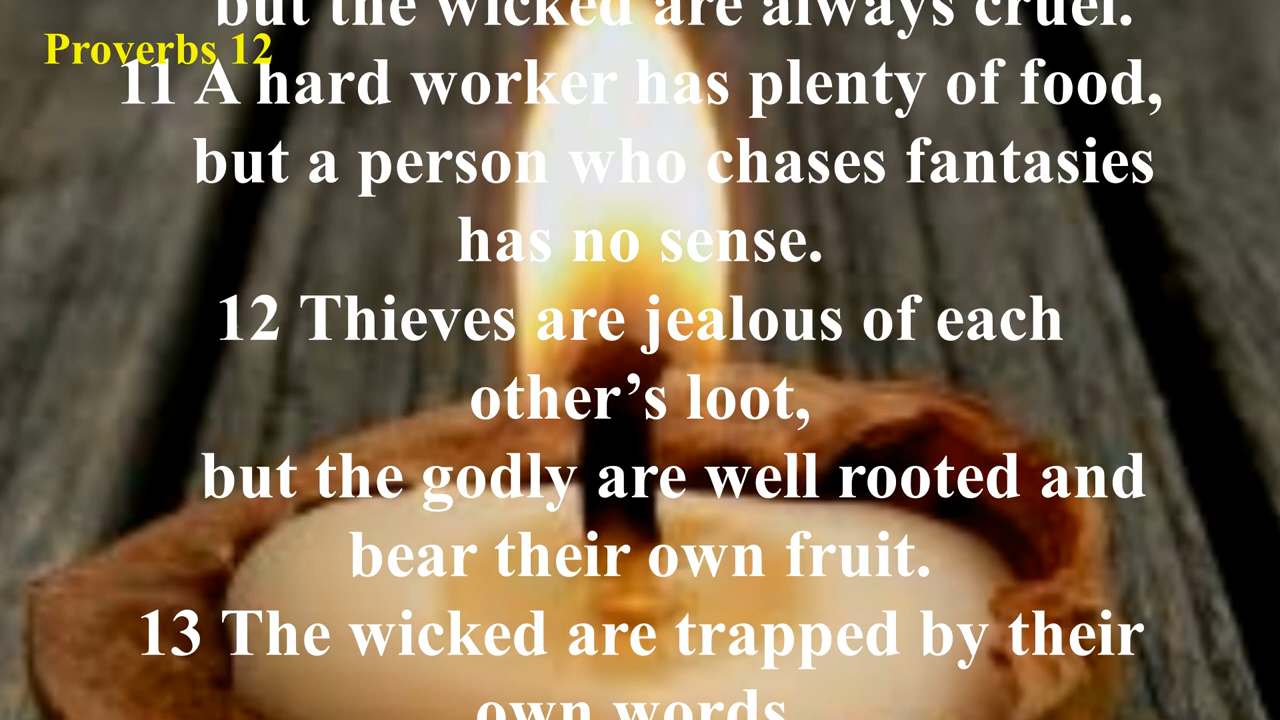 but the wicked are always cruel.
Proverbs 12
11 A hard worker has plenty of food,
but a person who chases fantasies
has no sense.
12 Thieves are jealous of each
other’s loot,
but the godly are well rooted and
bear their own fruit.
13 The wicked are trapped by their
own words